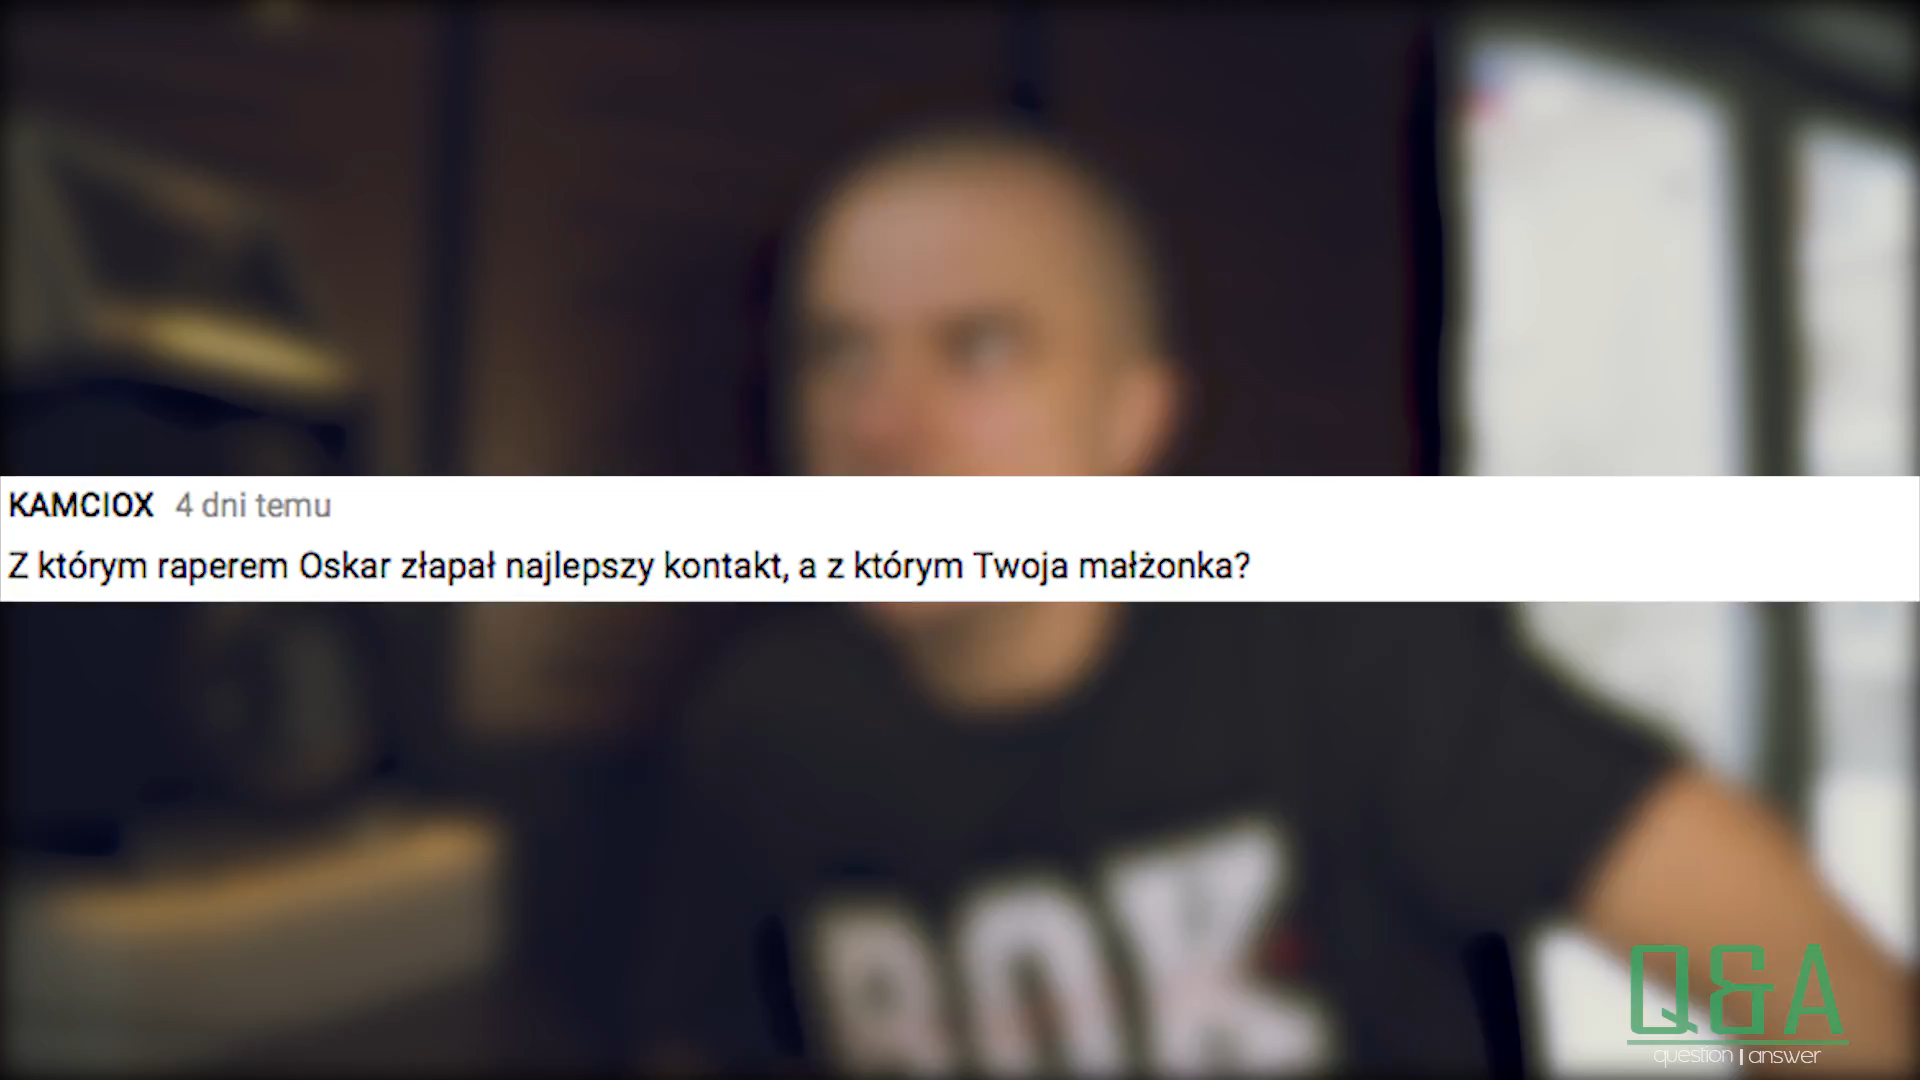 KAMCIOX 4 dni temu
Z którym raperem Oskar złapał najlepszy kontakt, a z którym Twoja małżonka?
Q&A
question | answer